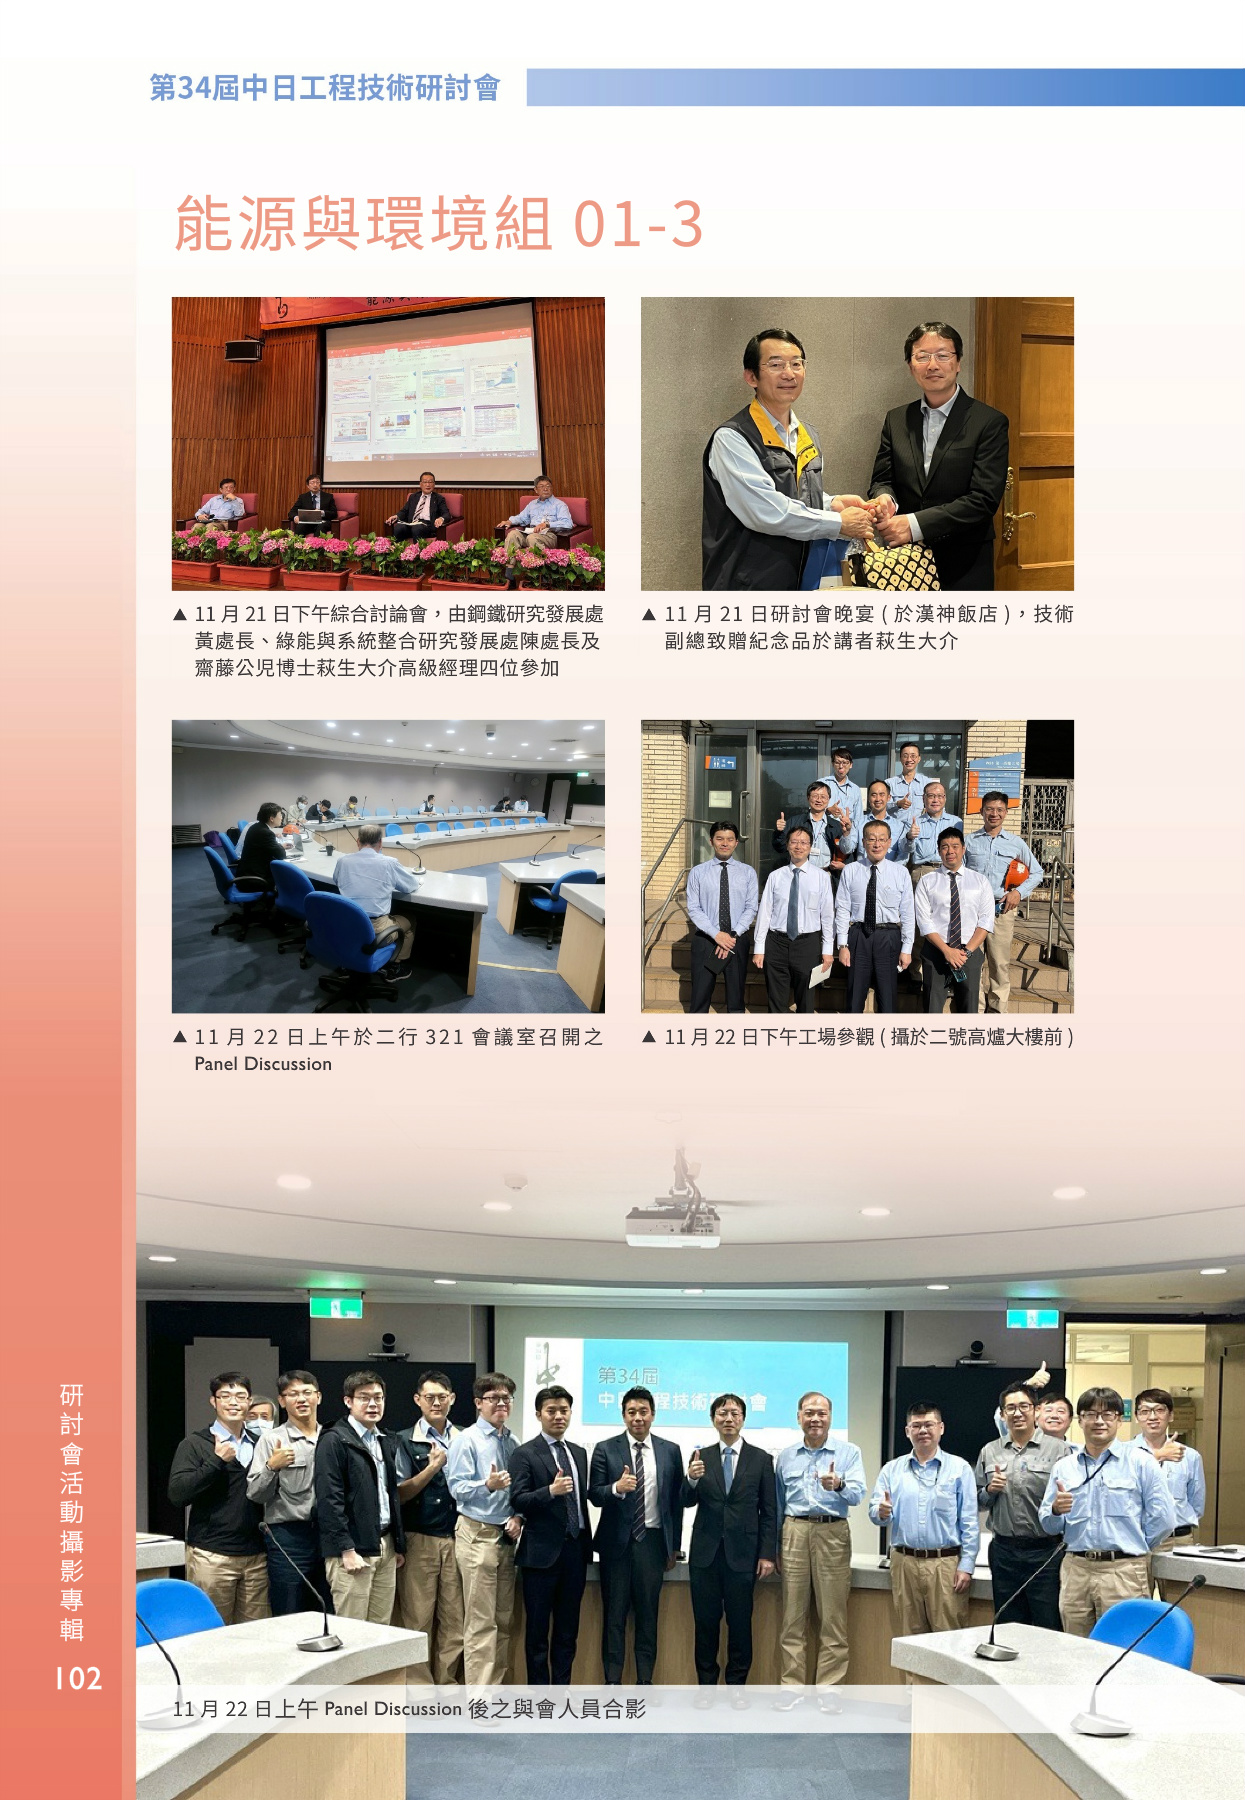 第34屆中日工程技術研討會
能源與環境組 01-3
▲ 11 月 21 日下午綜合討論會，由鋼鐵研究發展處
黃處長、綠能與系統整合研究發展處陳處長及
齋藤公児博士萩生大介高級經理四位參加
▲ 11 月 21 日研討會晚宴 ( 於漢神飯店 )，技術
副總致贈紀念品於講者萩生大介
▲ 11 月 22 日上午於二行 321 會議室召開之
Panel Discussion
▲ 11 月 22 日下午工場參觀 ( 攝於二號高爐大樓前 )
第34屆
中日工程技術研討會
11 月 22 日上午 Panel Discussion 後之與會人員合影
研討會活動攝影專輯
102